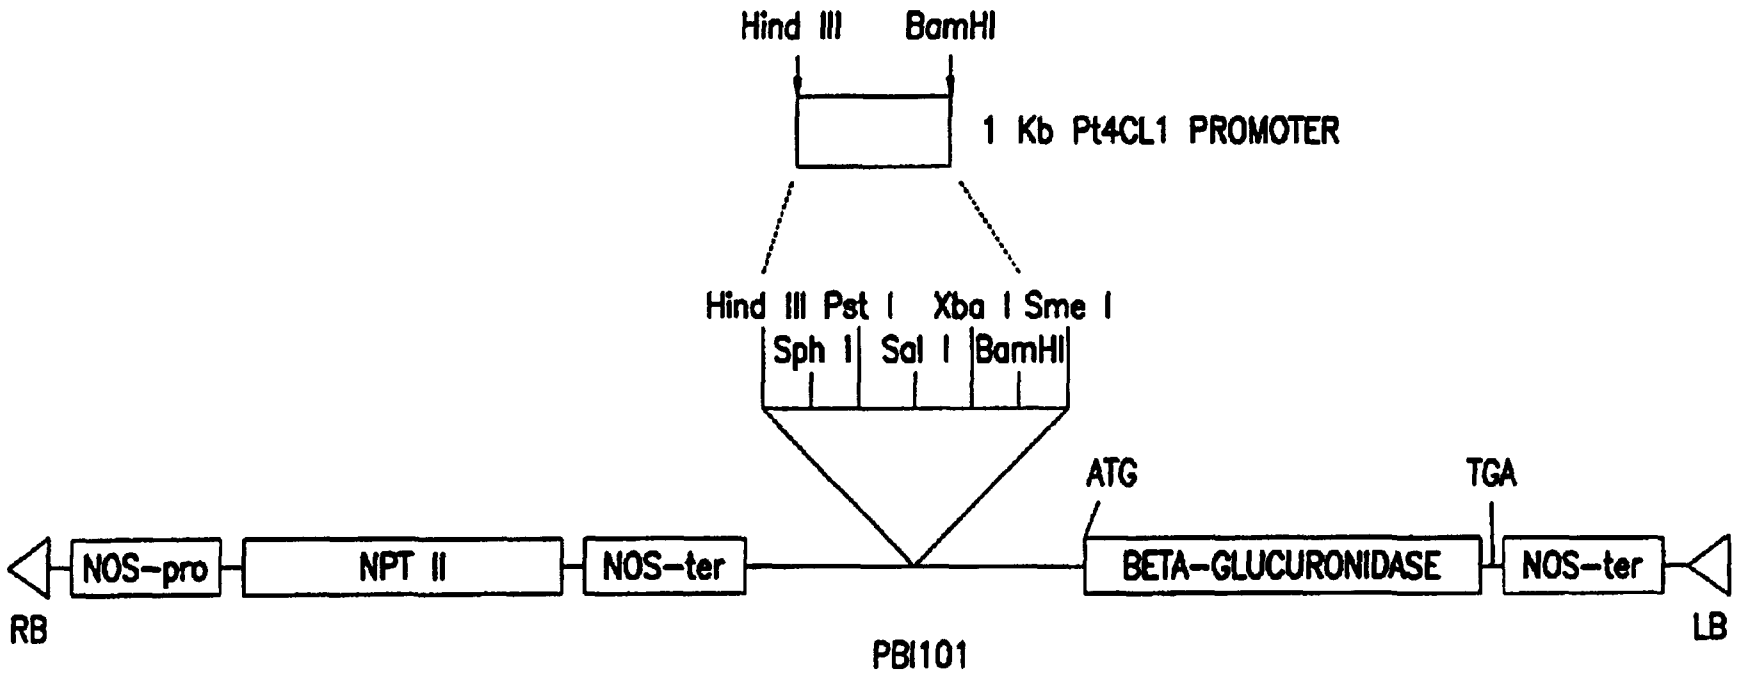 Hind III BamHI
1 Kb Pt4CL1 PROMOTER
Hind III Pst I Xba I Sme I
Sph I Sal I BamHI
ATG TGA
NOS-pro NPT II NOS-ter BETA-GLUCURONIDASE NOS-ter
RB LB
PBI101